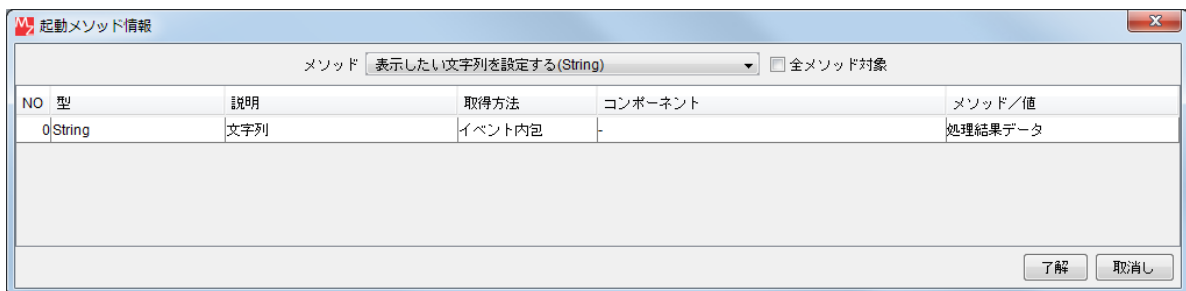 起動メソッド情報
メソッド 表示したい文字列を設定する(String) 全メソッド対象
NO 型 説明 取得方法 コンポーネント メソッド／値
0 String 文字列 イベント内包 - 処理結果データ
了解 取消し